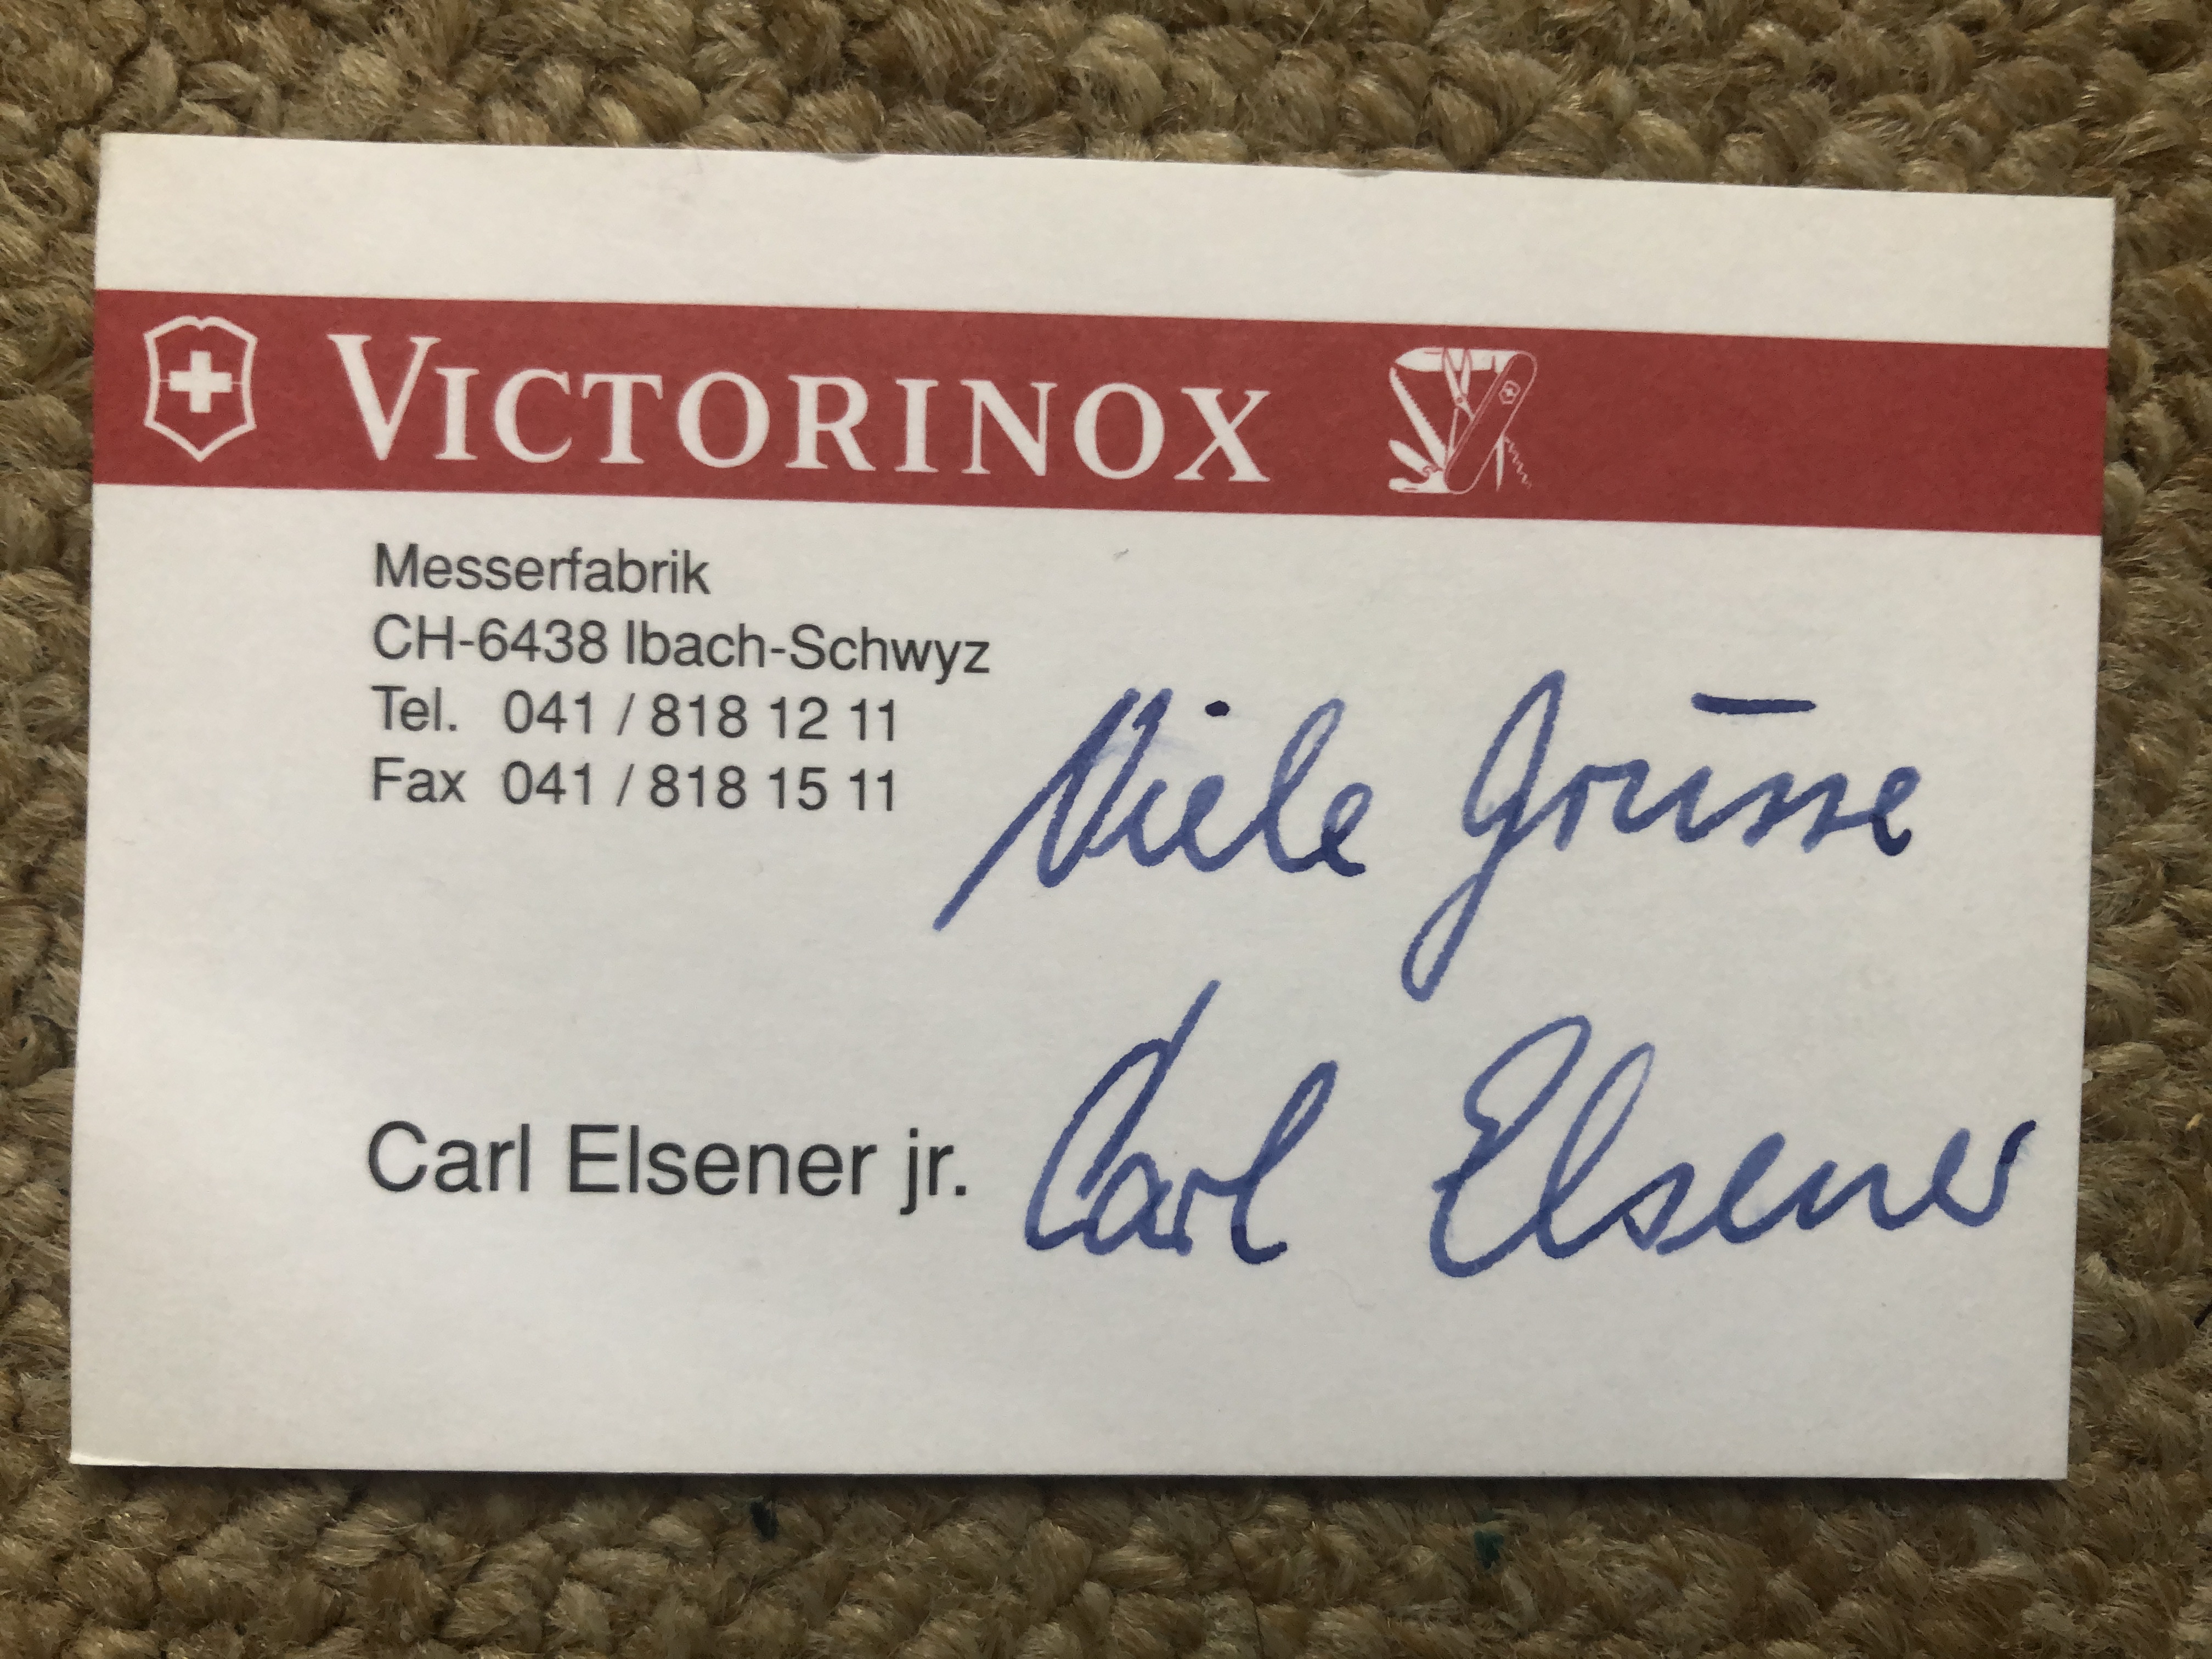 VICTORINOX
Messerfabrik
CH-6438 Ibach-Schwyz
Tel. 041 / 818 12 11
Fax 041 / 818 15 11
Viele Grüsse
Carl Elsener jr.
Carl Elsener